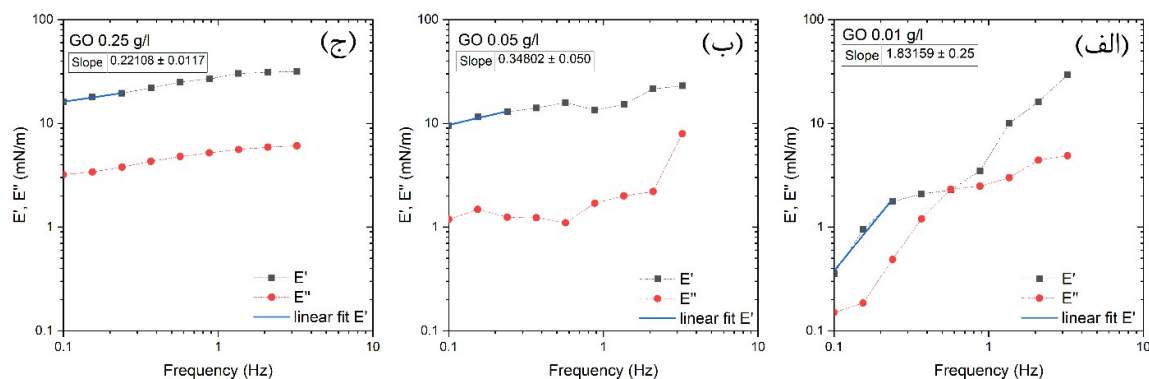 GO 0.25 g/l
(ج)
Slope 0.22108 ± 0.0117
100
10
1
0.1
E', E" (mN/m)
E'
E"
linear fit E'
0.1 1 10
Frequency (Hz)
GO 0.05 g/l
(ب)
Slope 0.34802 ± 0.050
100
10
1
0.1
E', E" (mN/m)
E'
E"
linear fit E'
0.1 1 10
Frequency (Hz)
GO 0.01 g/l
(الف)
Slope 1.83159 ± 0.25
100
10
1
0.1
E', E" (mN/m)
E'
E"
linear fit E'
0.1 1 10
Frequency (Hz)